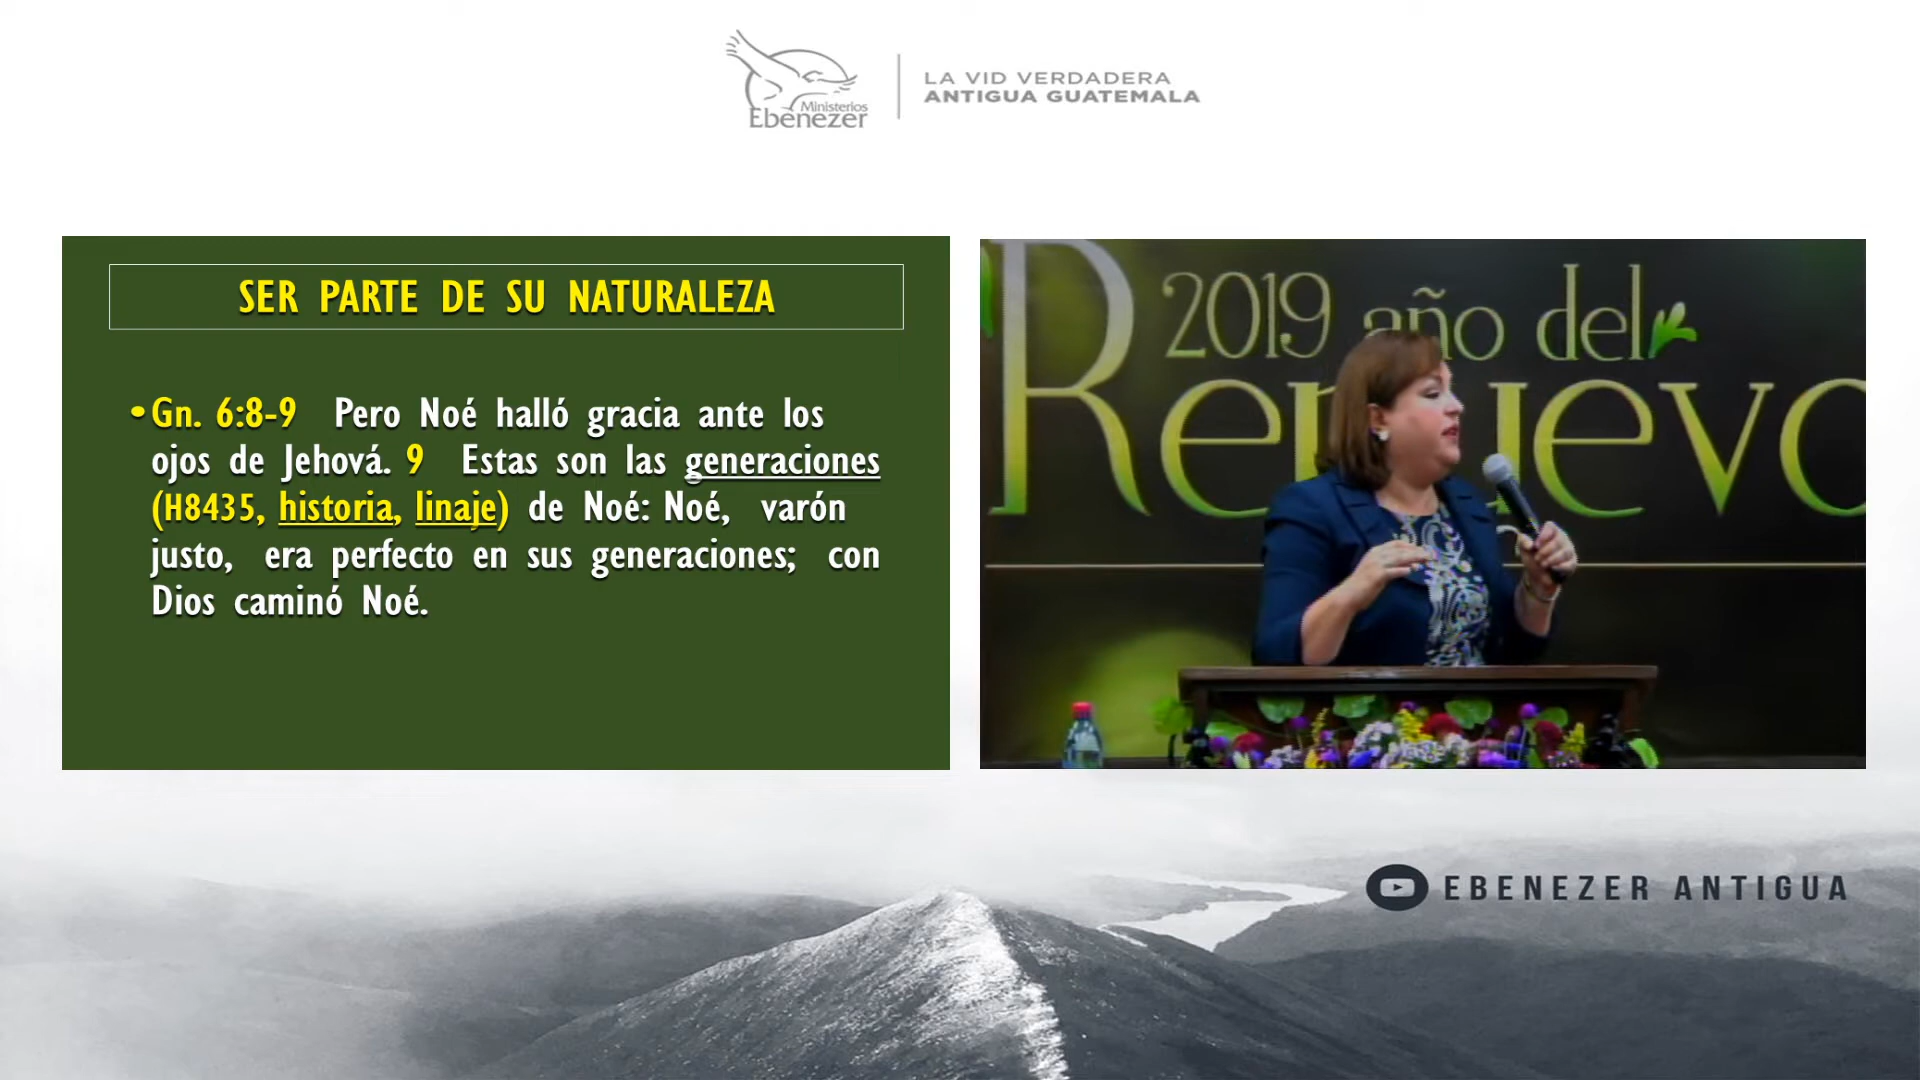 Ministerios
Ebenezer
LA VID VERDADERA
ANTIGUA GUATEMALA
SER PARTE DE SU NATURALEZA
•Gn. 6:8-9 Pero Noé halló gracia ante los
ojos de Jehová. 9 Estas son las generaciones
(H8435, historia, linaje) de Noé: Noé, varón
justo, era perfecto en sus generaciones; con
Dios caminó Noé.
2019 año del
Renuevo
EBENEZER ANTIGUA